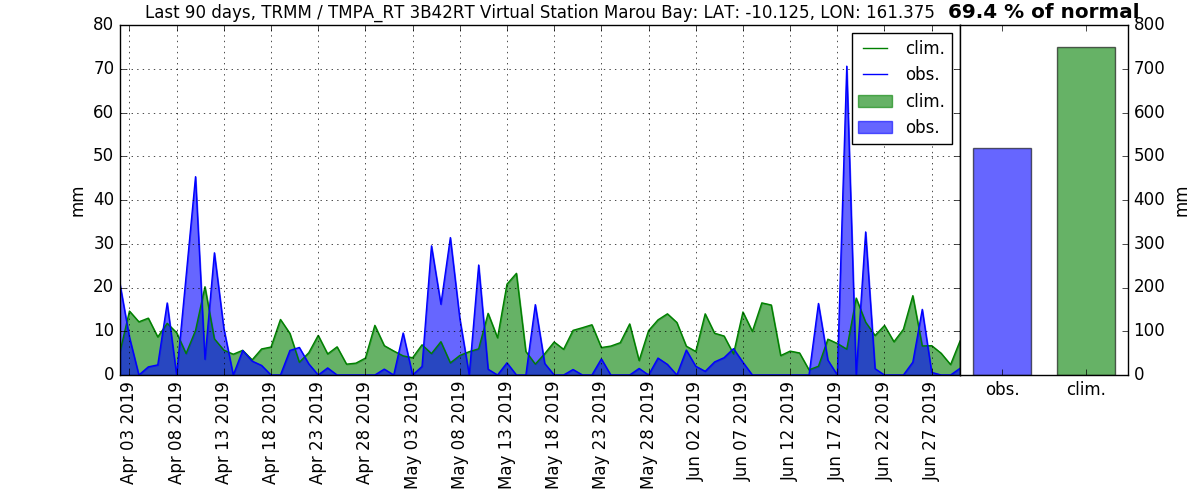 Last 90 days, TRMM / TMPA_RT 3B42RT Virtual Station Marou Bay: LAT: -10.125, LON: 161.375 69.4 % of normal
80
70
60
50
40
30
20
10
0
mm
clim.
obs.
clim.
obs.
800
700
600
500
400
300
200
100
0
mm
Apr 03 2019
Apr 08 2019
Apr 13 2019
Apr 18 2019
Apr 23 2019
Apr 28 2019
May 03 2019
May 08 2019
May 13 2019
May 18 2019
May 23 2019
May 28 2019
Jun 02 2019
Jun 07 2019
Jun 12 2019
Jun 17 2019
Jun 22 2019
Jun 27 2019
obs.
clim.